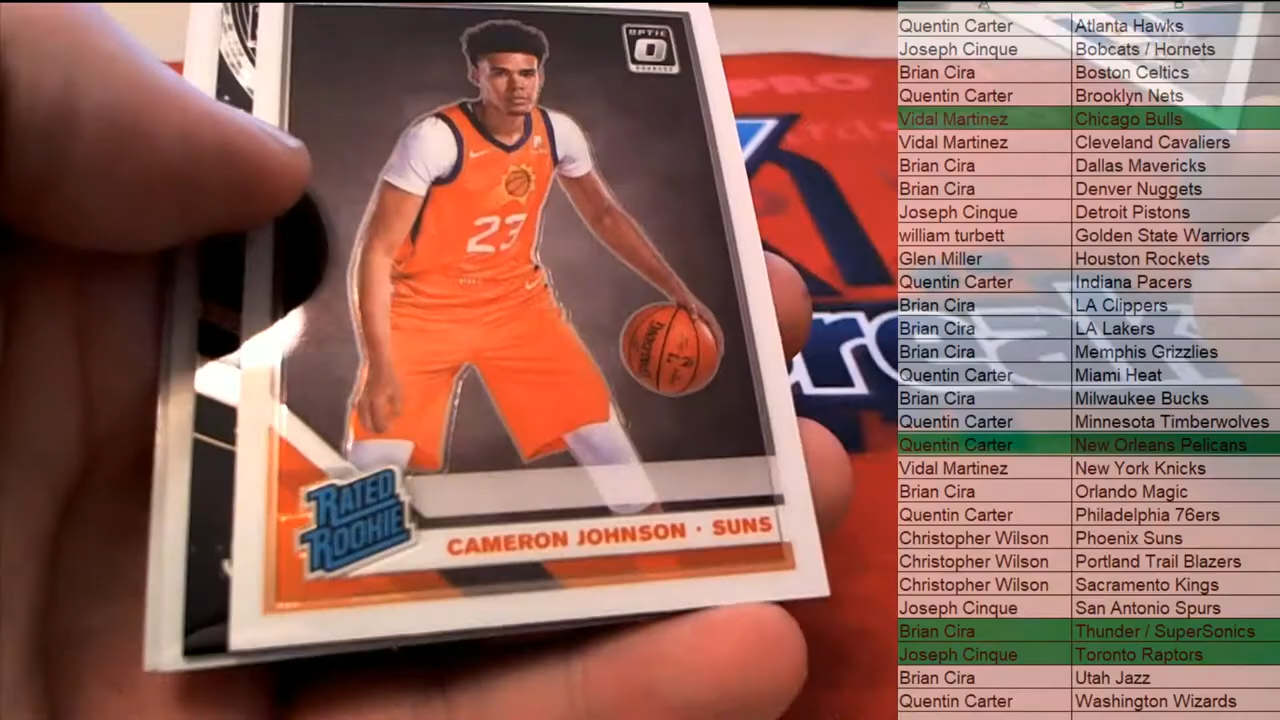 OPTIC
23
SPALDING
RATED
ROOKIE
CAMERON JOHNSON · SUNS
PRO
A B
Quentin Carter Atlanta Hawks
Joseph Cinque Bobcats / Hornets
Brian Cira Boston Celtics
Quentin Carter Brooklyn Nets
Vidal Martinez Chicago Bulls
Vidal Martinez Cleveland Cavaliers
Brian Cira Dallas Mavericks
Brian Cira Denver Nuggets
Joseph Cinque Detroit Pistons
william turbett Golden State Warriors
Glen Miller Houston Rockets
Quentin Carter Indiana Pacers
Brian Cira LA Clippers
Brian Cira LA Lakers
Brian Cira Memphis Grizzlies
Quentin Carter Miami Heat
Brian Cira Milwaukee Bucks
Quentin Carter Minnesota Timberwolves
Quentin Carter New Orleans Pelicans
Vidal Martinez New York Knicks
Brian Cira Orlando Magic
Quentin Carter Philadelphia 76ers
Christopher Wilson Phoenix Suns
Christopher Wilson Portland Trail Blazers
Christopher Wilson Sacramento Kings
Joseph Cinque San Antonio Spurs
Brian Cira Thunder / SuperSonics
Joseph Cinque Toronto Raptors
Brian Cira Utah Jazz
Quentin Carter Washington Wizards